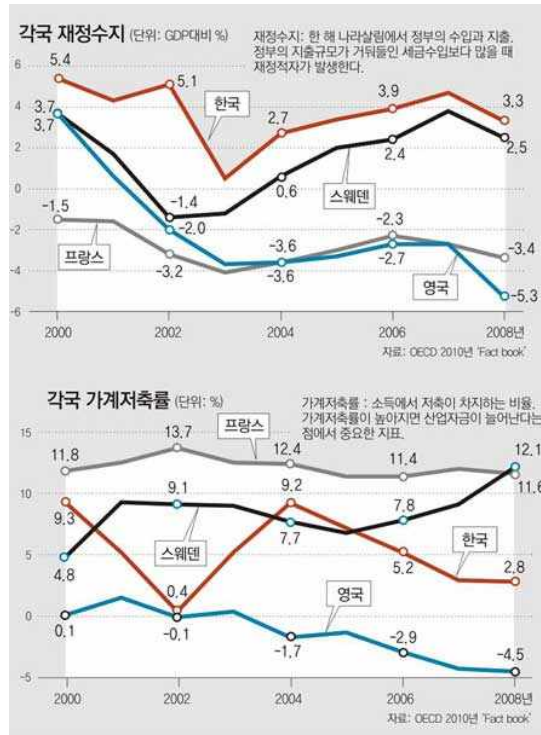 각국 재정수지 (단위: GDP대비 %)
재정수지: 한 해 나라살림에서 정부의 수입과 지출.
정부의 지출규모가 거둬들인 세금수입보다 많을 때
재정적자가 발생한다.
6
5.4
5.1
한국
3.9
3.3
4
3.7
3.7
2.7
2
스웨덴
2.4
2.5
0.6
0
-1.5
-1.4
-2.0
-2
프랑스
-3.2
-3.6
-3.6
-2.3
-2.7
-3.4
-4
영국
-5.3
-6
2000 2002 2004 2006 2008년
자료: OECD 2010년 'Fact book'
각국 가계저축률 (단위: %)
가계저축률 : 소득에서 저축이 차지하는 비율.
가계저축률이 높아지면 산업자금이 늘어난다는
점에서 중요한 지표.
15
프랑스
11.8
13.7
12.4
11.4
12.1
11.6
10
9.3
9.1
9.2
7.8
스웨덴
7.7
한국
5
4.8
5.2
2.8
0.4
영국
0
0.1
-0.1
-1.7
-2.9
-4.5
-5
2000 2002 2004 2006 2008년
자료: OECD 2010년 'Fact book'